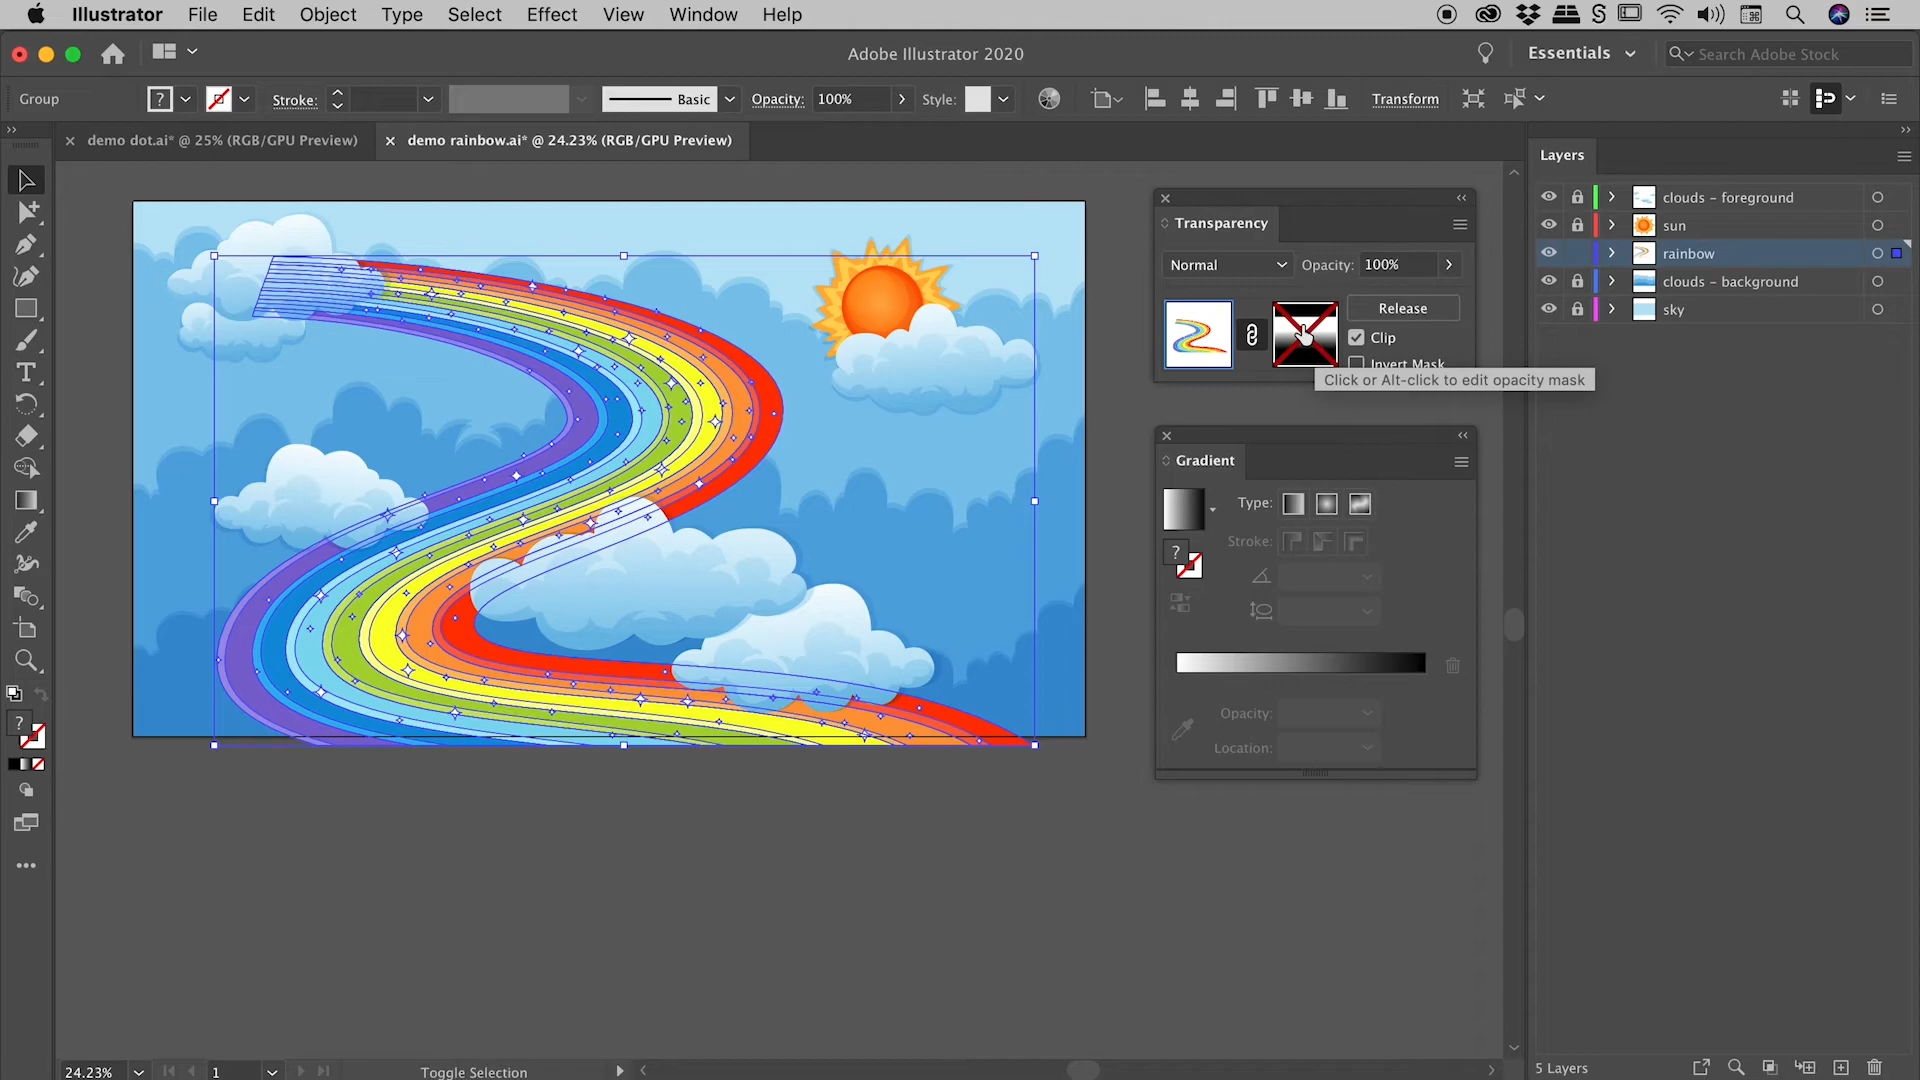 Illustrator File Edit Object Type Select Effect View Window Help
Adobe Illustrator 2020
Essentials
Search Adobe Stock
Group
?
Stroke:
Basic
Opacity: 100%
Style:
Transform
demo dot.ai* @ 25% (RGB/GPU Preview)
demo rainbow.ai* @ 24.23% (RGB/GPU Preview)
Layers
clouds – foreground
sun
rainbow
clouds – background
sky
Transparency
Normal
Opacity: 100%
Release
Clip
Invert Mask
Click or Alt-click to edit opacity mask
Gradient
Type:
Stroke:
?
Opacity:
Location:
?
24.23%
1
Toggle Selection
5 Layers